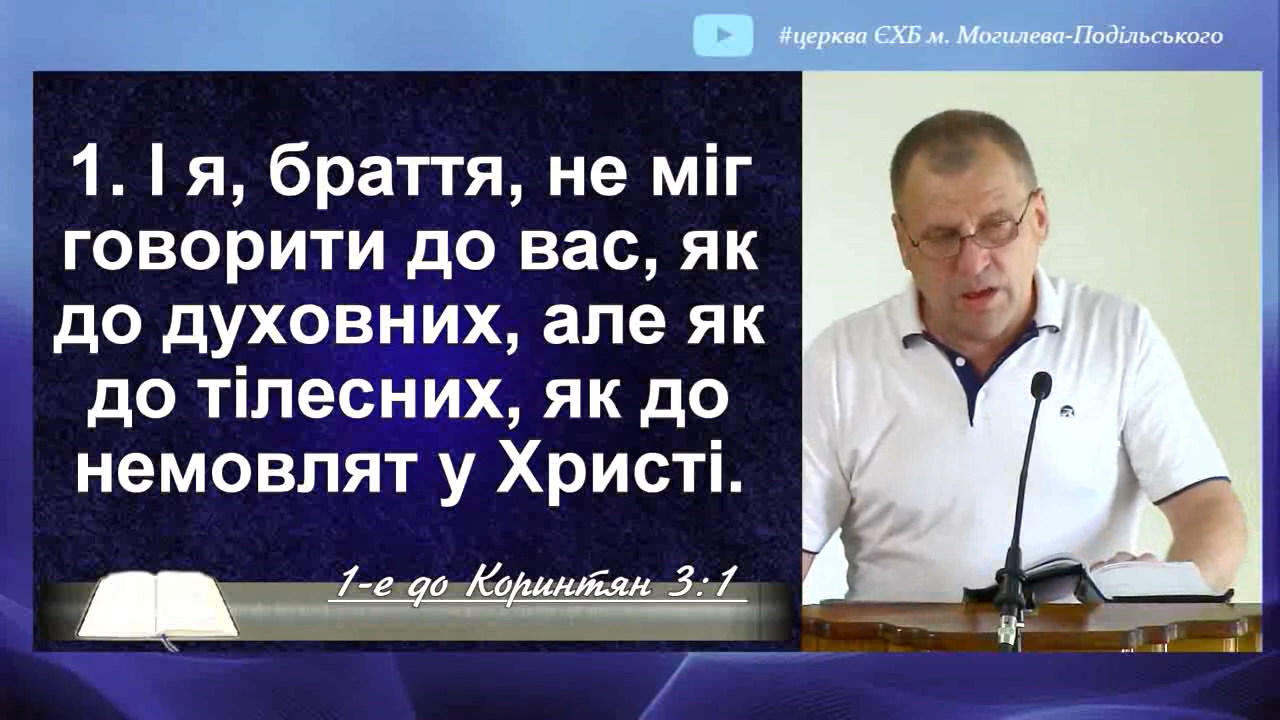 #церква ЄХБ м. Могилева-Подільського
1. І я, браття, не міг
говорити до вас, як
до духовних, але як
до тілесних, як до
немовлят у Христі.
1-е до Коринтян 3:1